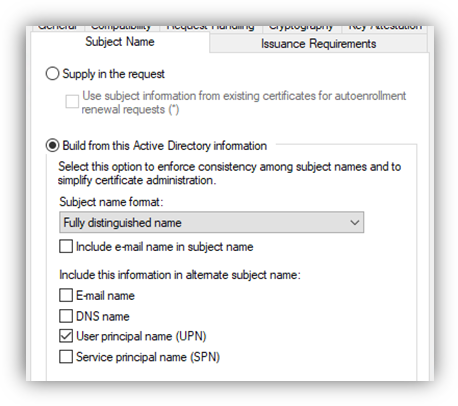 General Compatibility Request Handling Cryptography Key Attestation
Subject Name Issuance Requirements
Supply in the request
Use subject information from existing certificates for autoenrollment
renewal requests (*)
Build from this Active Directory information
Select this option to enforce consistency among subject names and to
simplify certificate administration.
Subject name format:
Fully distinguished name
Include e-mail name in subject name
Include this information in alternate subject name:
E-mail name
DNS name
User principal name (UPN)
Service principal name (SPN)